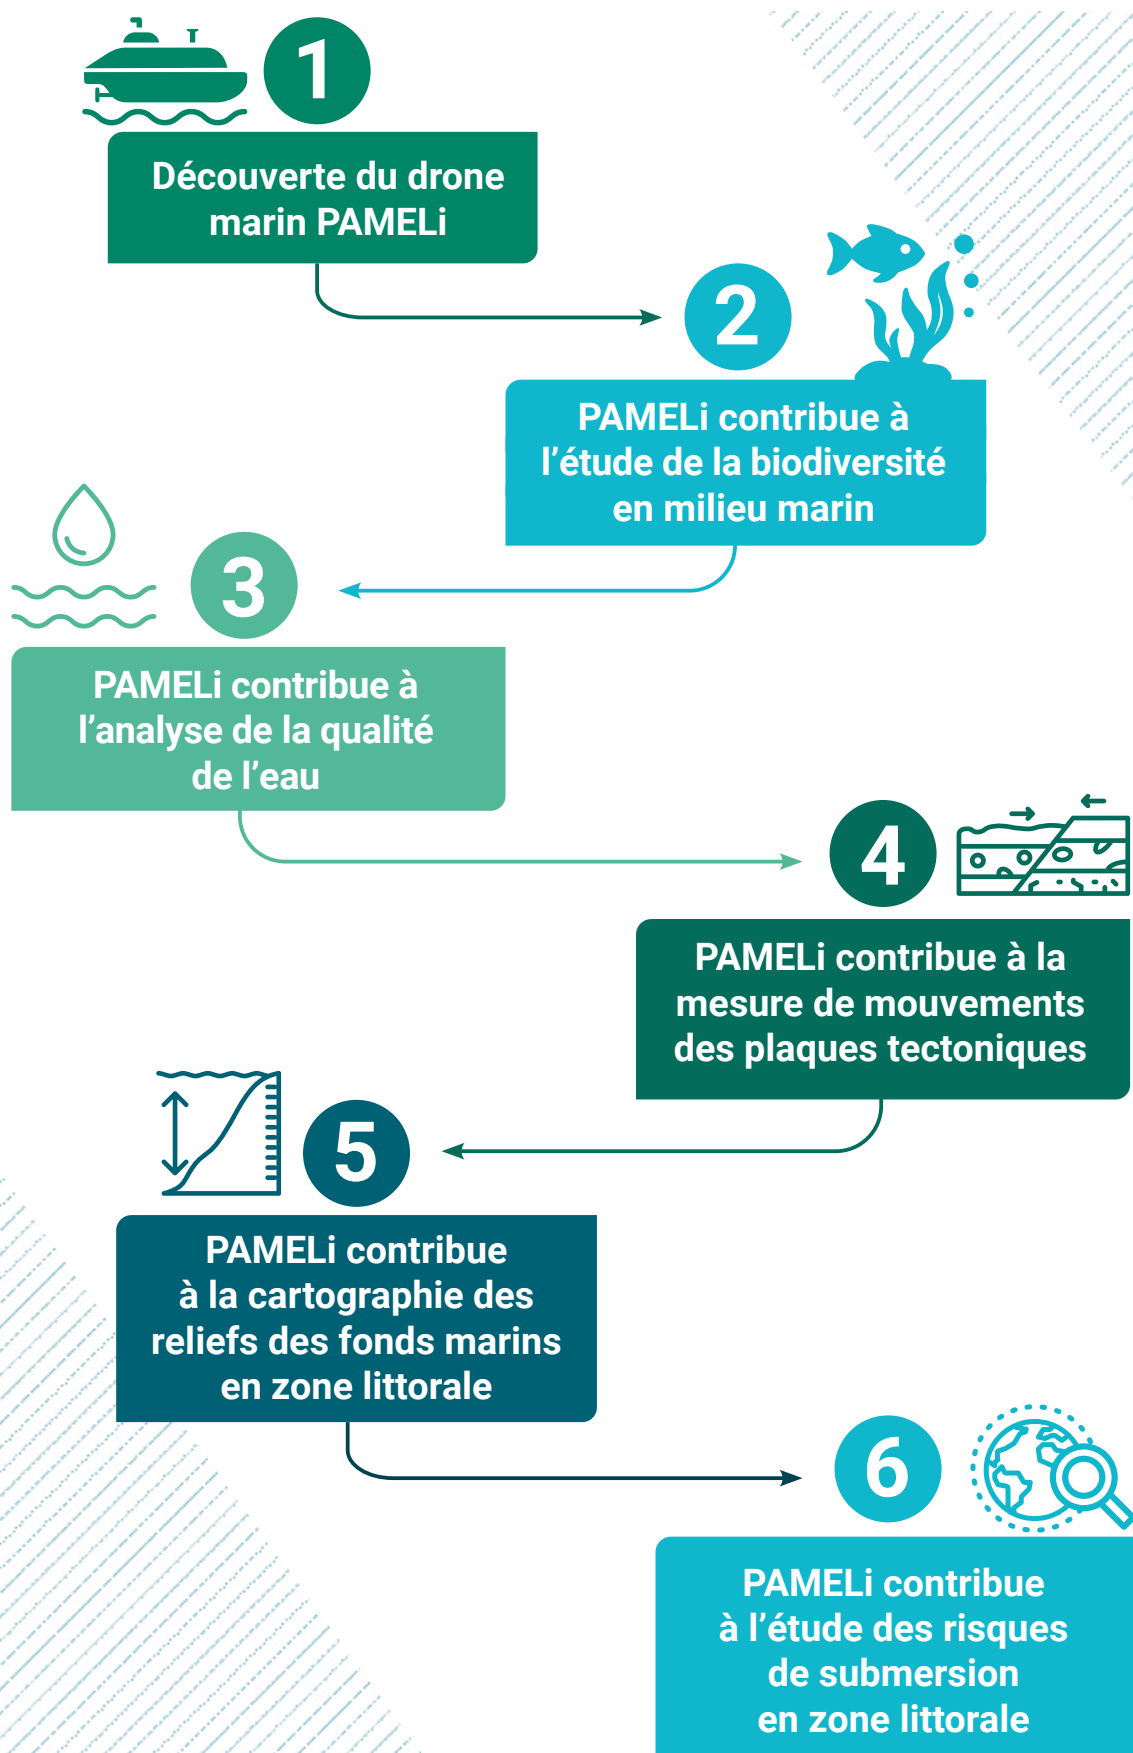 1
Découverte du drone
marin PAMELi
2
PAMELi contribue à
l’étude de la biodiversité
en milieu marin
3
PAMELi contribue à
l’analyse de la qualité
de l’eau
4
PAMELi contribue à la
mesure de mouvements
des plaques tectoniques
5
PAMELi contribue
à la cartographie des
reliefs des fonds marins
en zone littorale
6
PAMELi contribue
à l’étude des risques
de submersion
en zone littorale